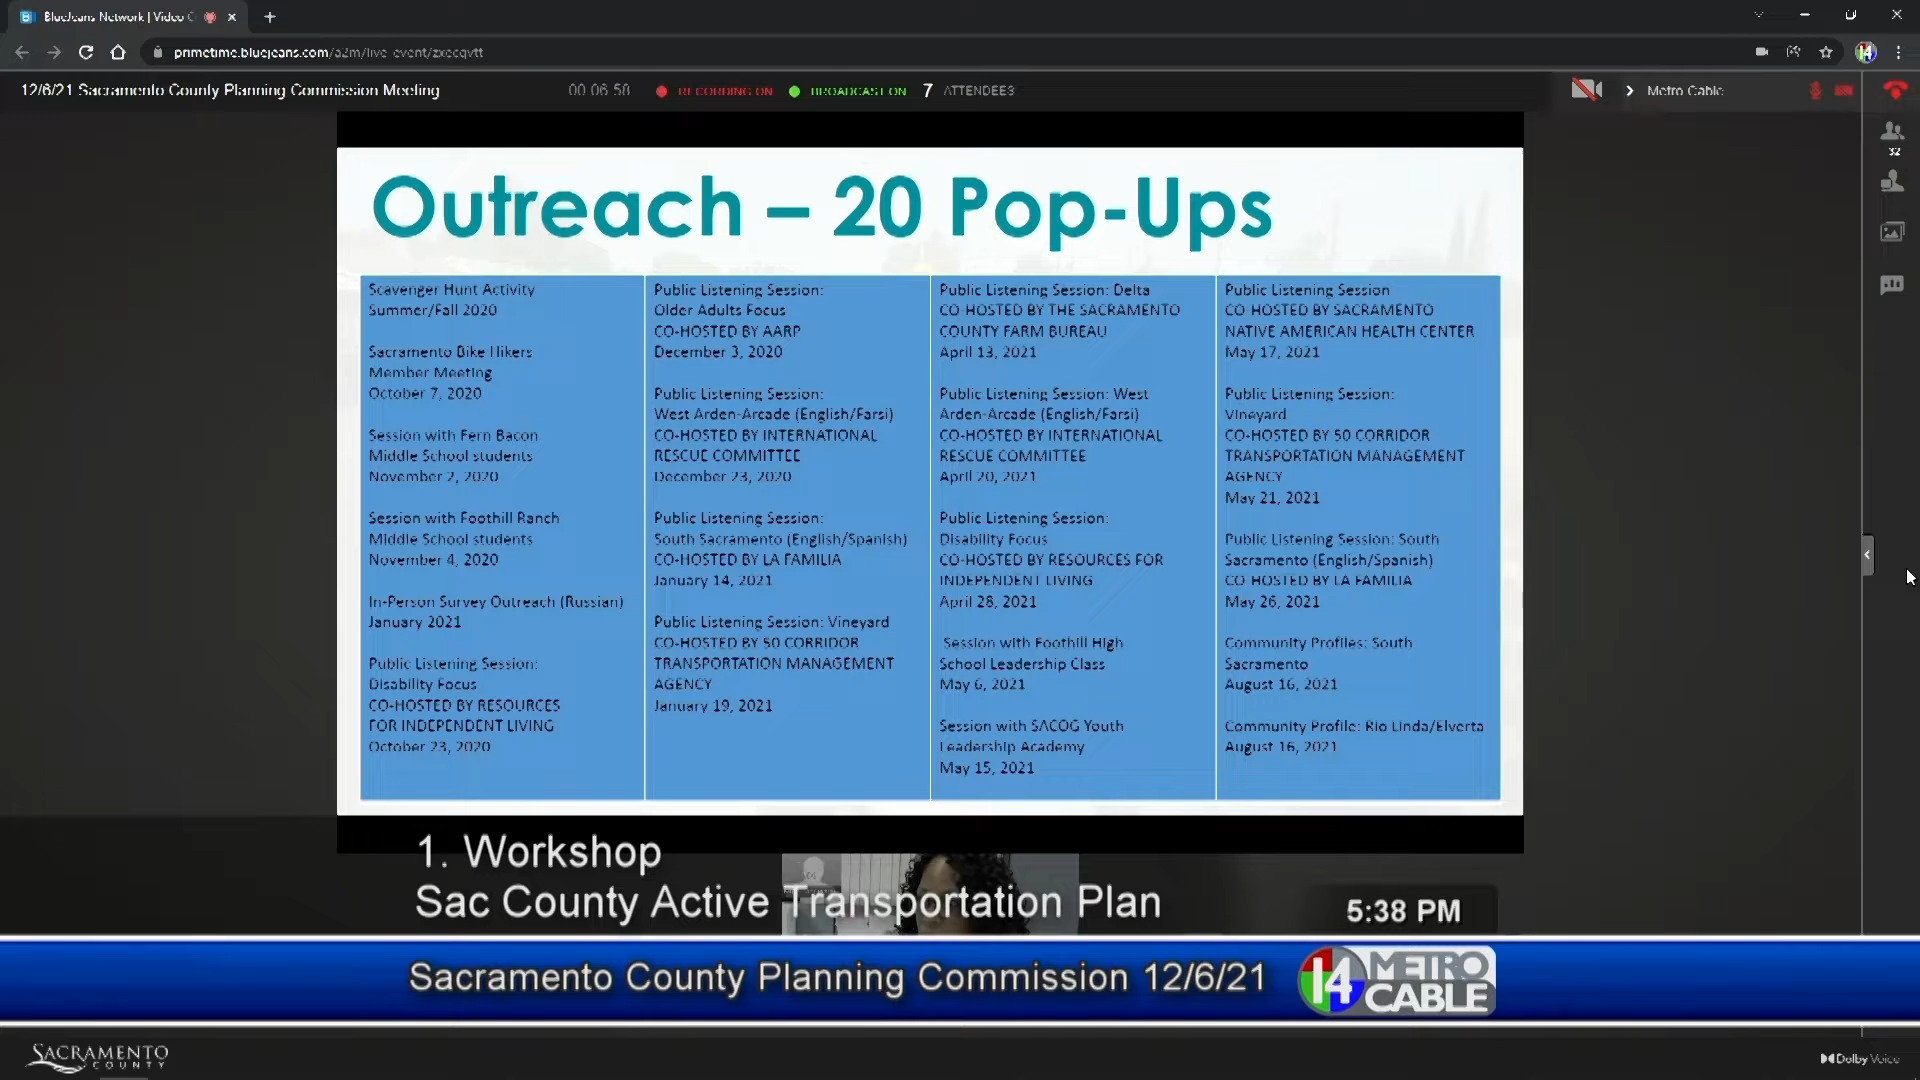 BlueJeans Network | Video C
primetime.bluejeans.com/a2m/live-event/zxecqvtt
12/6/21 Sacramento County Planning Commission Meeting
00:06:58
RECORDING ON
BROADCAST ON
7 ATTENDEES
Metro Cable
32
Outreach – 20 Pop-Ups
Scavenger Hunt Activity
Summer/Fall 2020
Sacramento Bike Hikers
Member Meeting
October 7, 2020
Session with Fern Bacon
Middle School students
November 2, 2020
Session with Foothill Ranch
Middle School students
November 4, 2020
In-Person Survey Outreach (Russian)
January 2021
Public Listening Session:
Disability Focus
CO-HOSTED BY RESOURCES
FOR INDEPENDENT LIVING
October 23, 2020
Public Listening Session:
Older Adults Focus
CO-HOSTED BY AARP
December 3, 2020
Public Listening Session:
West Arden-Arcade (English/Farsi)
CO-HOSTED BY INTERNATIONAL
RESCUE COMMITTEE
December 23, 2020
Public Listening Session:
South Sacramento (English/Spanish)
CO-HOSTED BY LA FAMILIA
January 14, 2021
Public Listening Session: Vineyard
CO-HOSTED BY 50 CORRIDOR
TRANSPORTATION MANAGEMENT
AGENCY
January 19, 2021
Public Listening Session: Delta
CO-HOSTED BY THE SACRAMENTO
COUNTY FARM BUREAU
April 13, 2021
Public Listening Session: West
Arden-Arcade (English/Farsi)
CO-HOSTED BY INTERNATIONAL
RESCUE COMMITTEE
April 20, 2021
Public Listening Session:
Disability Focus
CO-HOSTED BY RESOURCES FOR
INDEPENDENT LIVING
April 28, 2021
Session with Foothill High
School Leadership Class
May 6, 2021
Session with SACOG Youth
Leadership Academy
May 15, 2021
Public Listening Session
CO-HOSTED BY SACRAMENTO
NATIVE AMERICAN HEALTH CENTER
May 17, 2021
Public Listening Session:
Vineyard
CO-HOSTED BY 50 CORRIDOR
TRANSPORTATION MANAGEMENT
AGENCY
May 21, 2021
Public Listening Session: South
Sacramento (English/Spanish)
CO-HOSTED BY LA FAMILIA
May 26, 2021
Community Profiles: South
Sacramento
August 16, 2021
Community Profile: Rio Linda/Elverta
August 16, 2021
1. Workshop
Sac County Active Transportation Plan
5:38 PM
Sacramento County Planning Commission 12/6/21
14 METRO
CABLE
SACRAMENTO
COUNTY
Dolby Voice